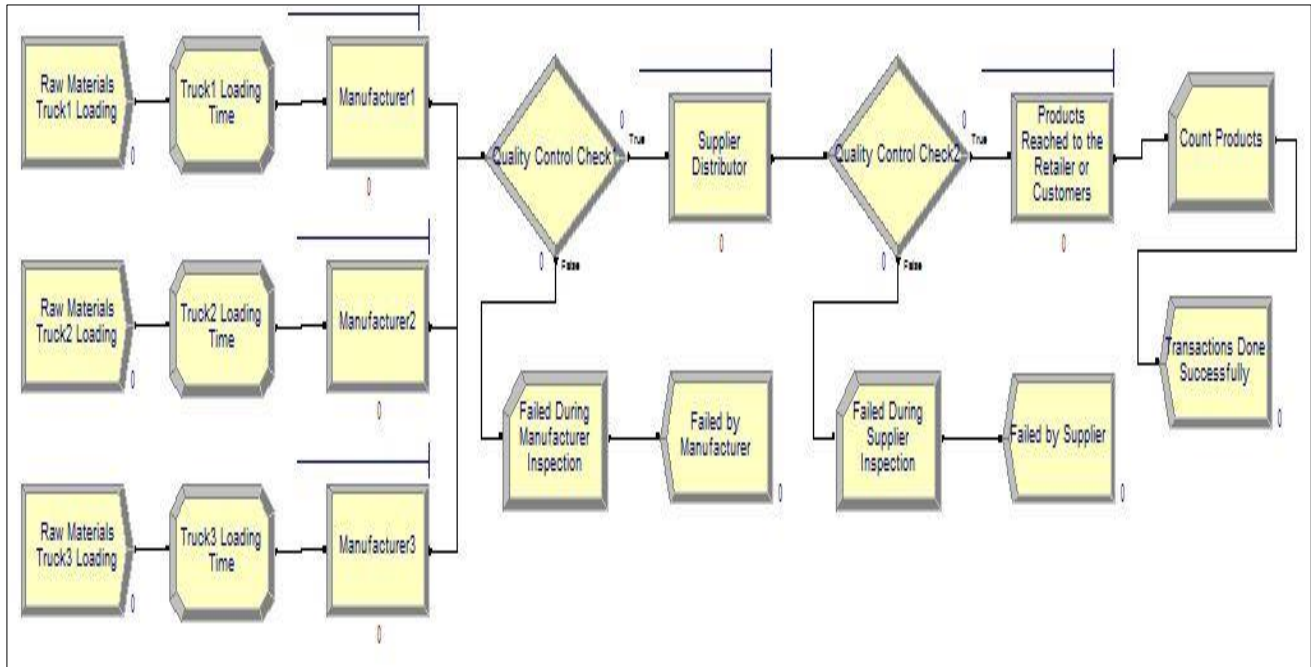 Raw Materials
Truck1 Loading
0
Truck1 Loading
Time
Manufacturer1
0
Quality Control Check1
0
True
0
False
Supplier
Distributor
0
Quality Control Check2
0
True
0
False
Products
Reached to the
Retailer or
Customers
0
Count Products
Raw Materials
Truck2 Loading
0
Truck2 Loading
Time
Manufacturer2
0
Transactions Done
Successfully
0
Failed During
Manufacturer
Inspection
Failed by
Manufacturer
0
Failed During
Supplier
Inspection
Failed by Supplier
0
Raw Materials
Truck3 Loading
0
Truck3 Loading
Time
Manufacturer3
0